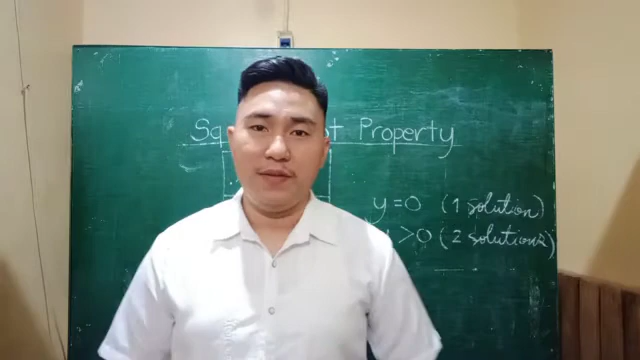 Property
y = 0 (1 solution)
> 0 (2 solutions)